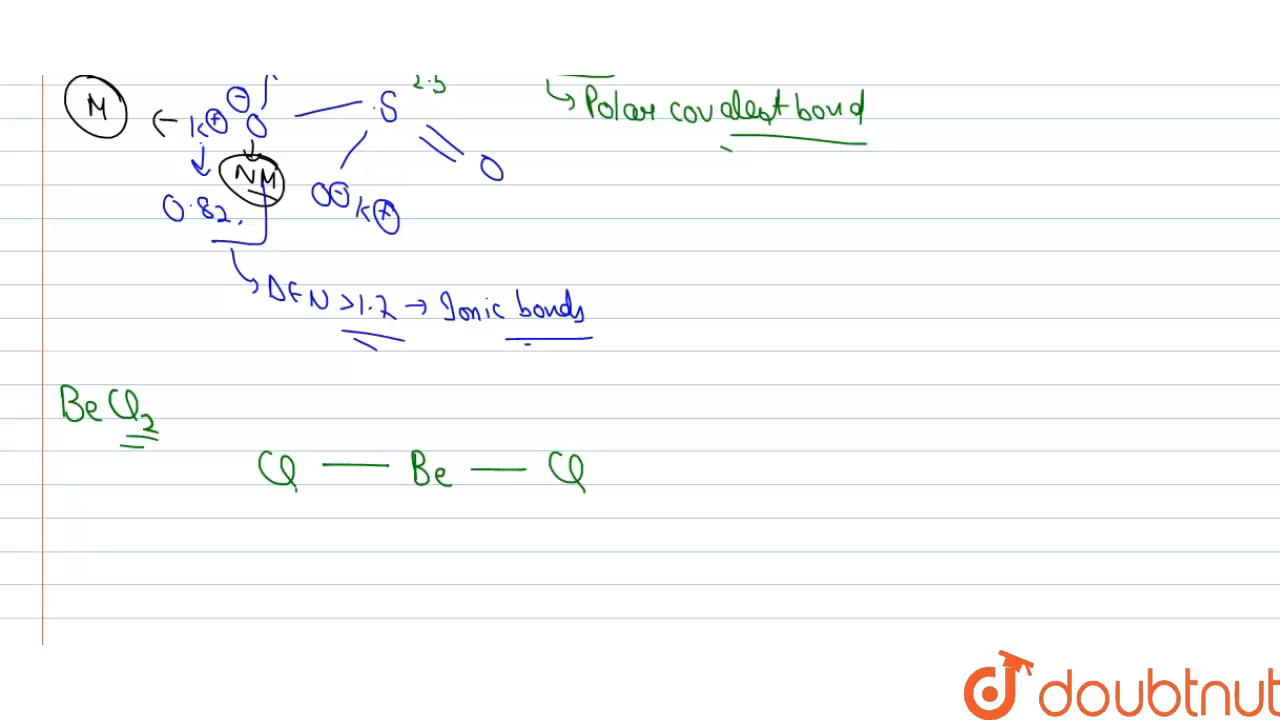 2.5
M ← K⊕ O⊖ — S
↳ Polar covalent bond
NM
O
0.82.
O⊖ K⊕
↳ ΔEN >1.7 → Ionic bonds
BeCl2
Cl — Be — Cl
doubtnut